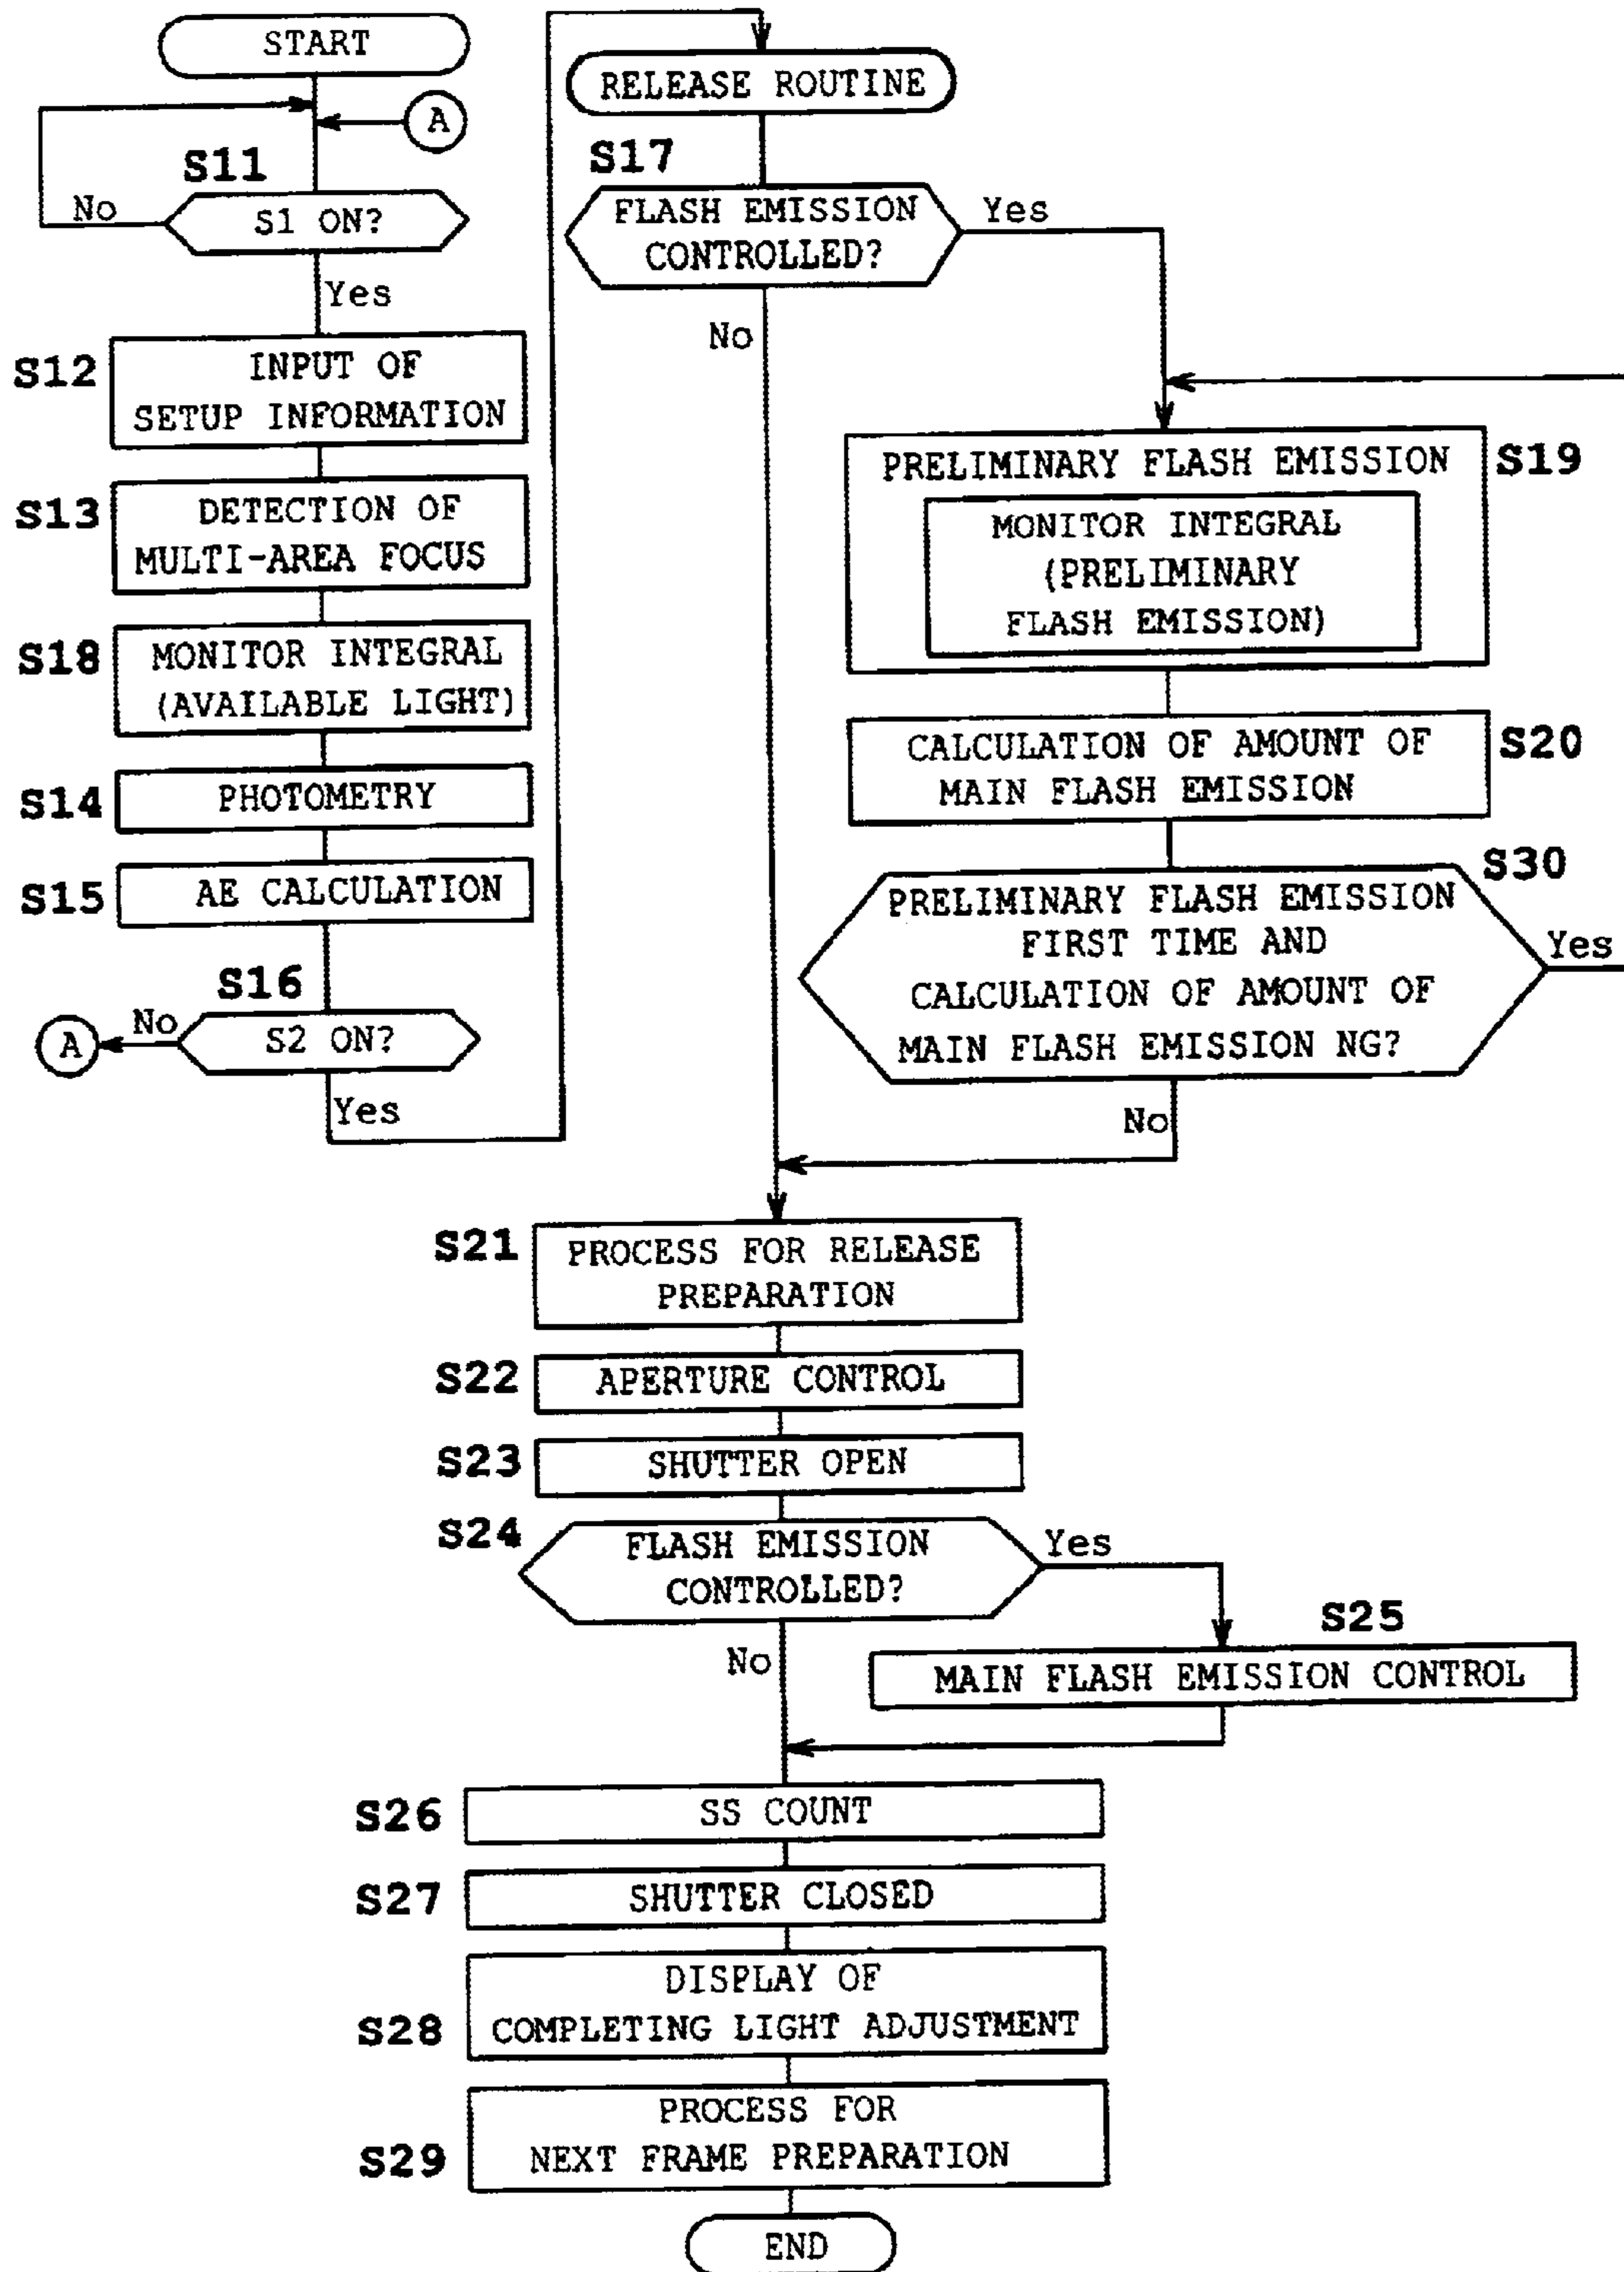 START
A
S11
S1 ON?
No
Yes
S12
INPUT OF
SETUP INFORMATION
S13
DETECTION OF
MULTI-AREA FOCUS
S18
MONITOR INTEGRAL
(AVAILABLE LIGHT)
S14
PHOTOMETRY
S15
AE CALCULATION
S16
S2 ON?
No
A
Yes
RELEASE ROUTINE
S17
FLASH EMISSION
CONTROLLED?
Yes
No
S19
PRELIMINARY FLASH EMISSION
MONITOR INTEGRAL
(PRELIMINARY
FLASH EMISSION)
S20
CALCULATION OF AMOUNT OF
MAIN FLASH EMISSION
S30
PRELIMINARY FLASH EMISSION
FIRST TIME AND
CALCULATION OF AMOUNT OF
MAIN FLASH EMISSION NG?
Yes
No
S21
PROCESS FOR RELEASE
PREPARATION
S22
APERTURE CONTROL
S23
SHUTTER OPEN
S24
FLASH EMISSION
CONTROLLED?
Yes
No
S25
MAIN FLASH EMISSION CONTROL
S26
SS COUNT
S27
SHUTTER CLOSED
S28
DISPLAY OF
COMPLETING LIGHT ADJUSTMENT
S29
PROCESS FOR
NEXT FRAME PREPARATION
END